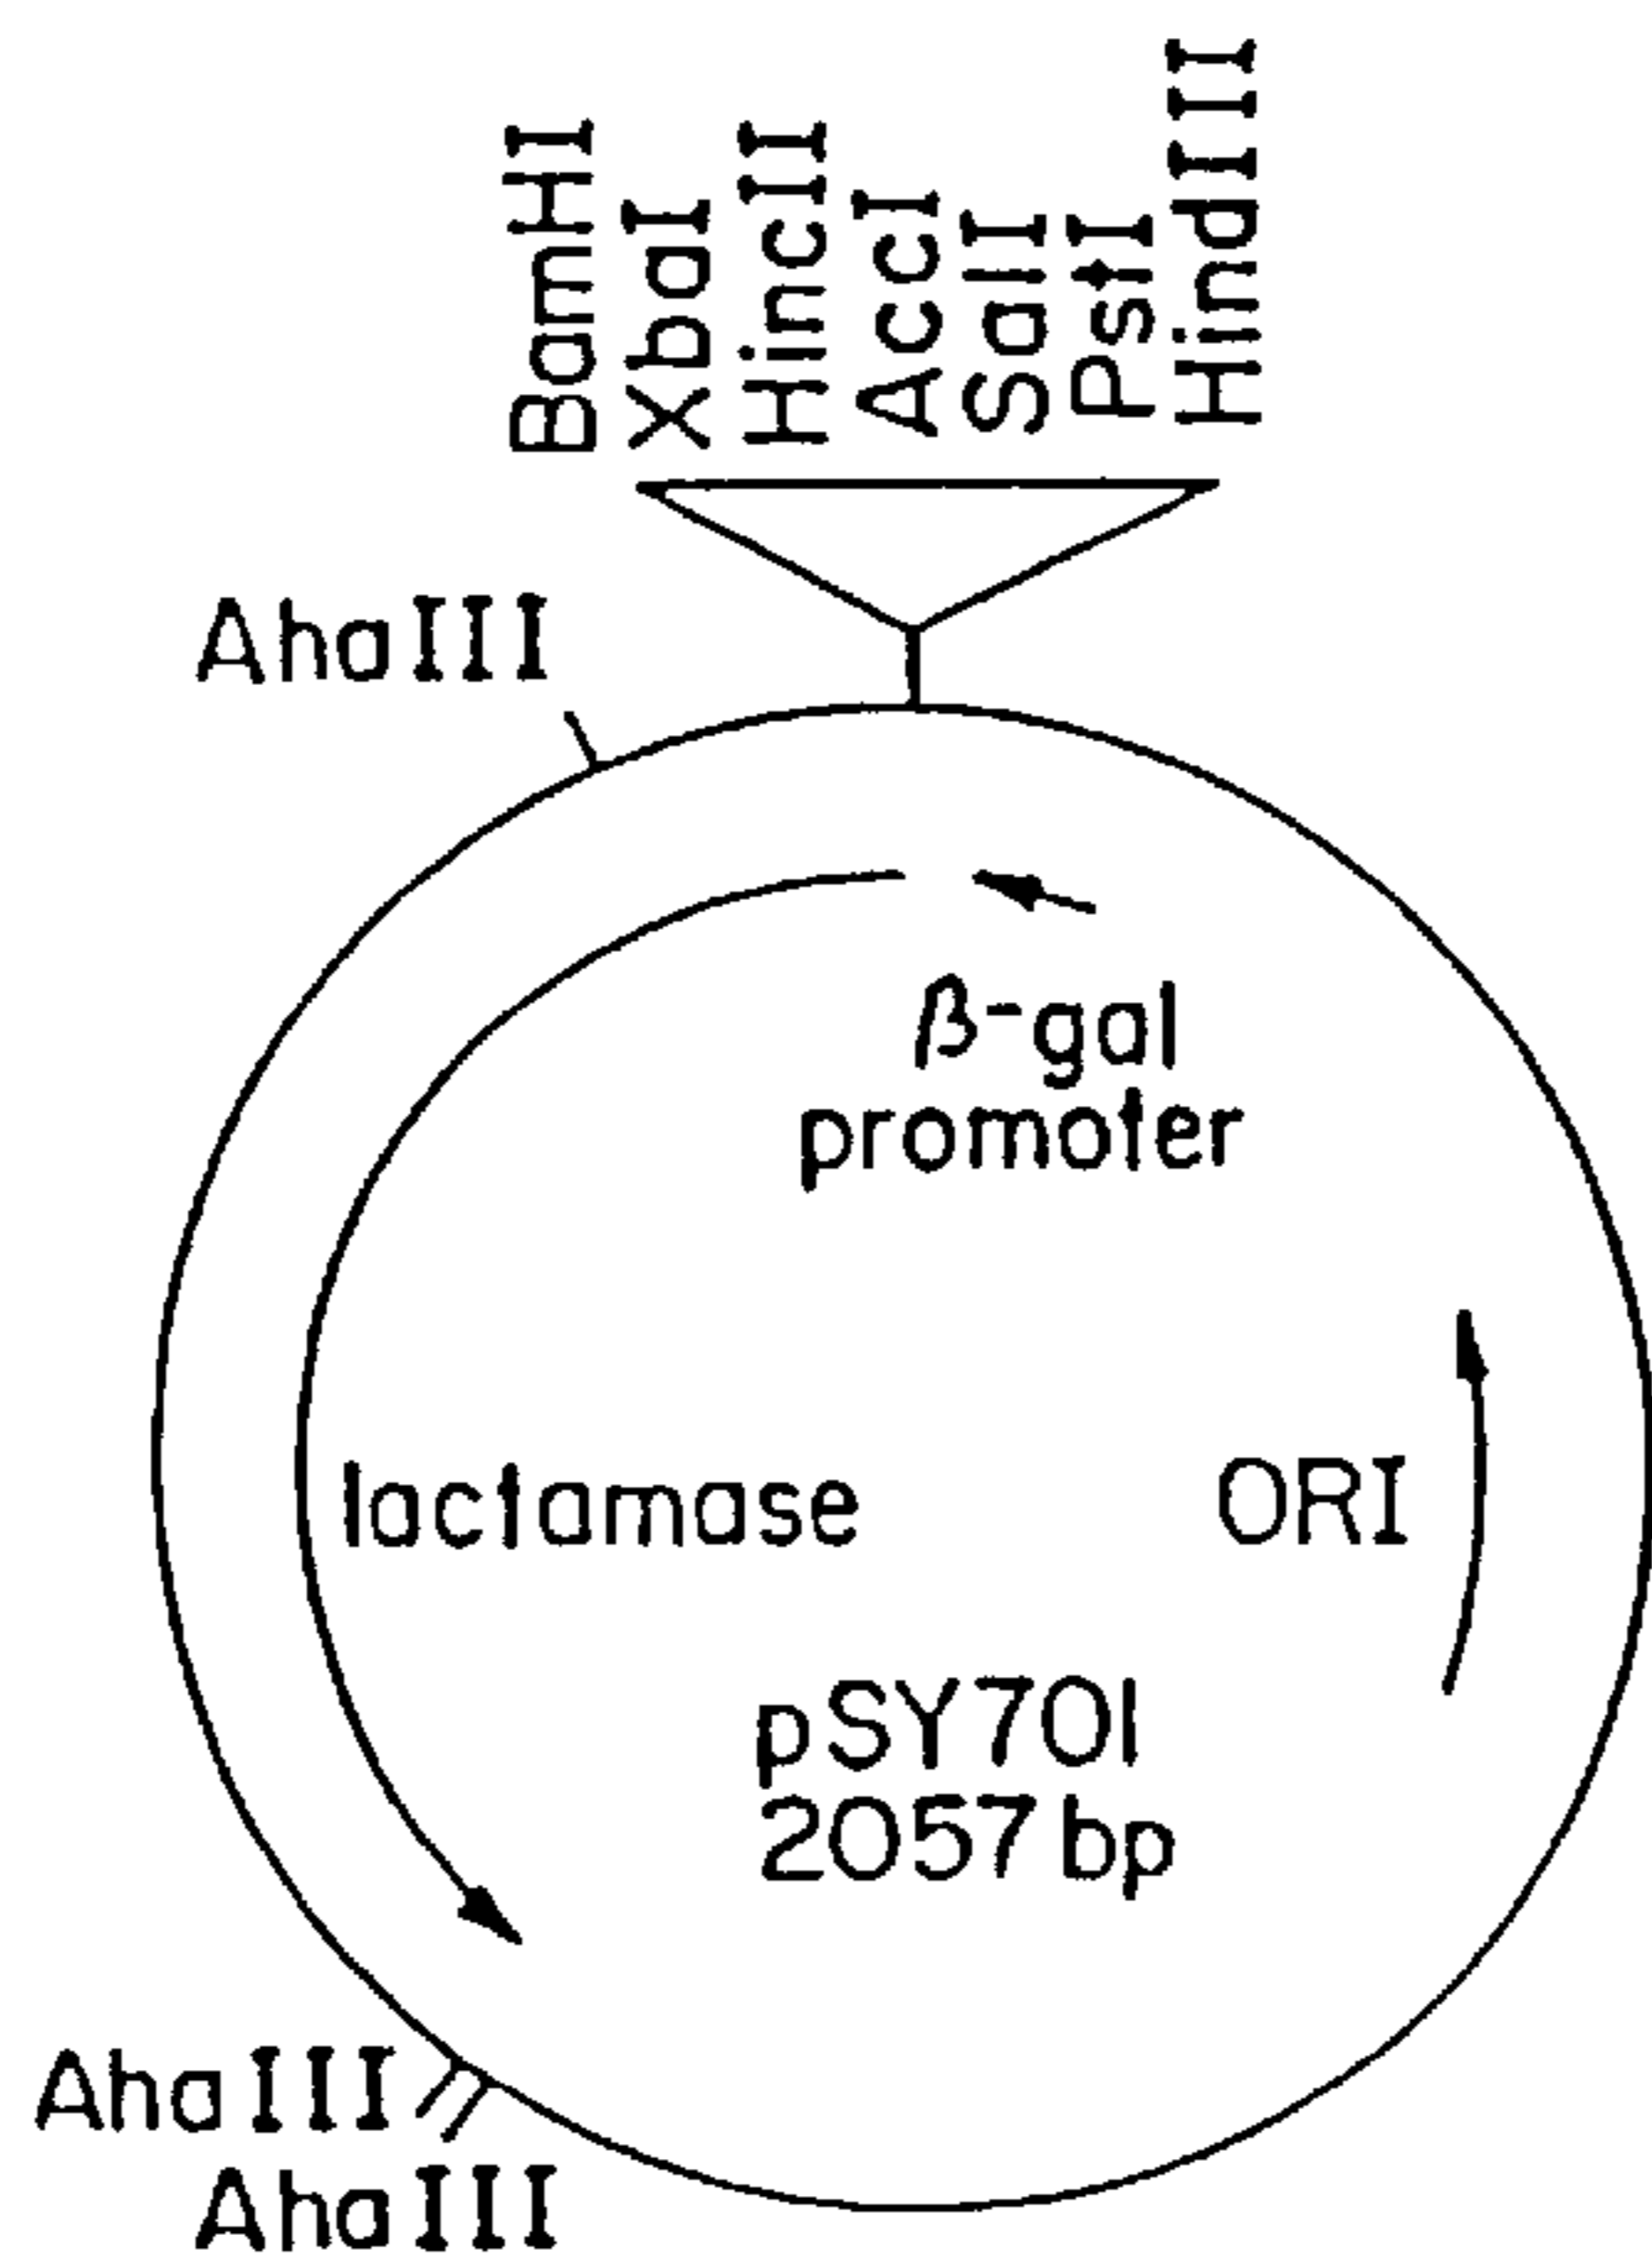 BamHI
XbaI
HincII
AccI
SalI
PstI
HindIII
AhaIII
β-gal
promoter
lactamase
ORI
pSY701
2057 bp
AhaIII
AhaIII